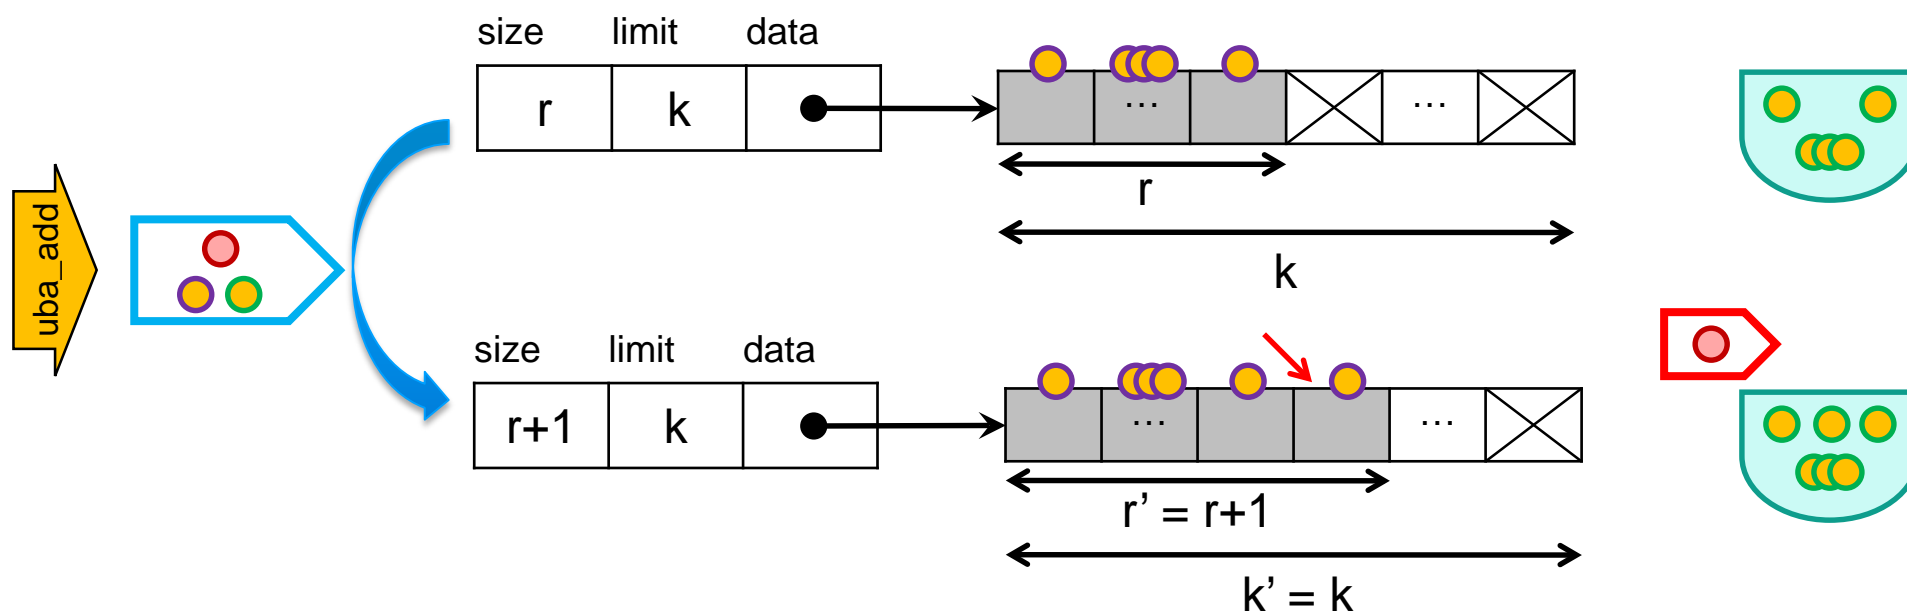 size limit data
r k
...
...
r
k
uba_add
size limit data
r+1 k
...
...
r’ = r+1
k’ = k